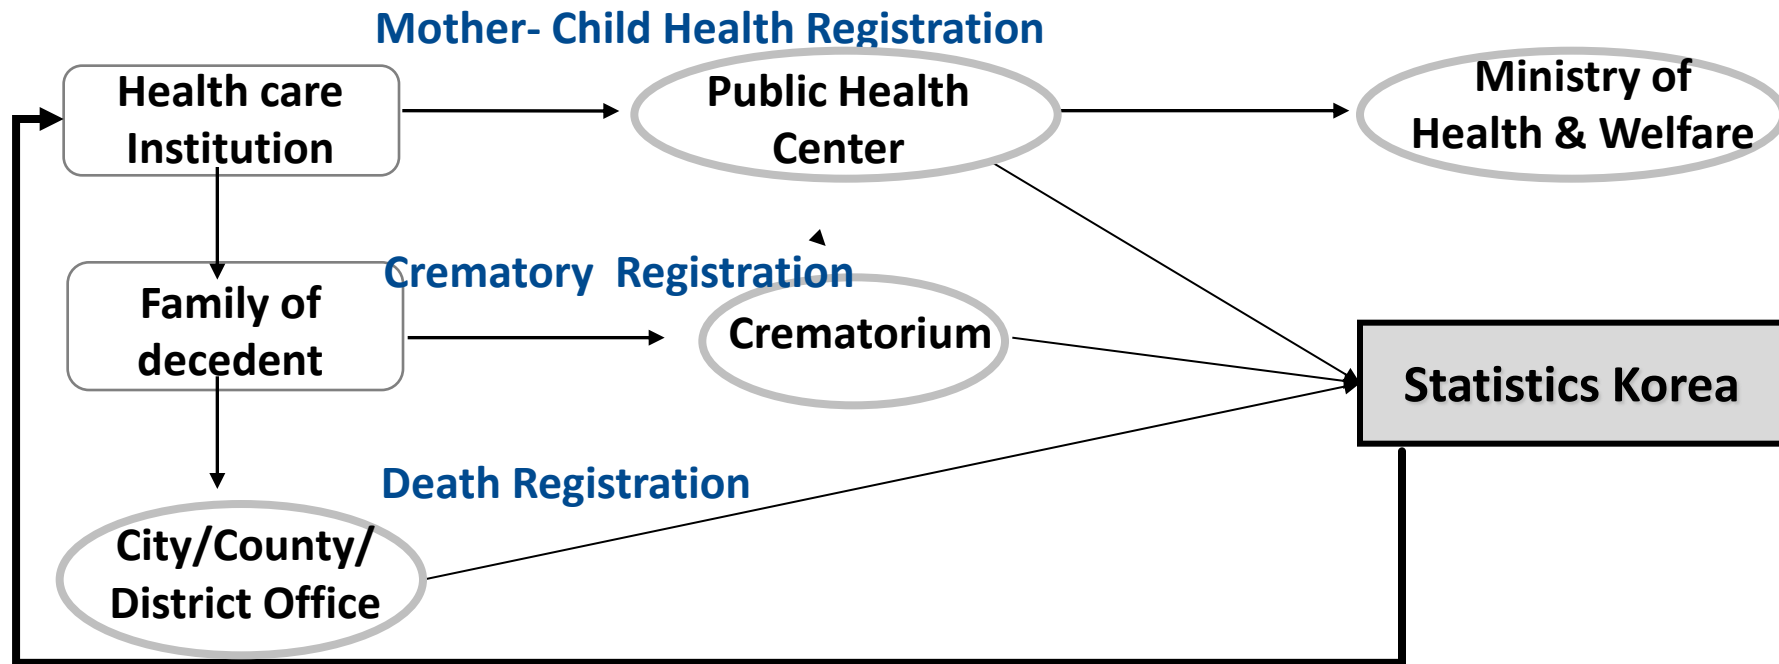 Mother- Child Health Registration
Health care
Institution
Public Health
Center
Ministry of
Health & Welfare
Crematory  Registration
Family of
decedent
Crematorium
Statistics Korea
Death Registration
City/County/
District Office